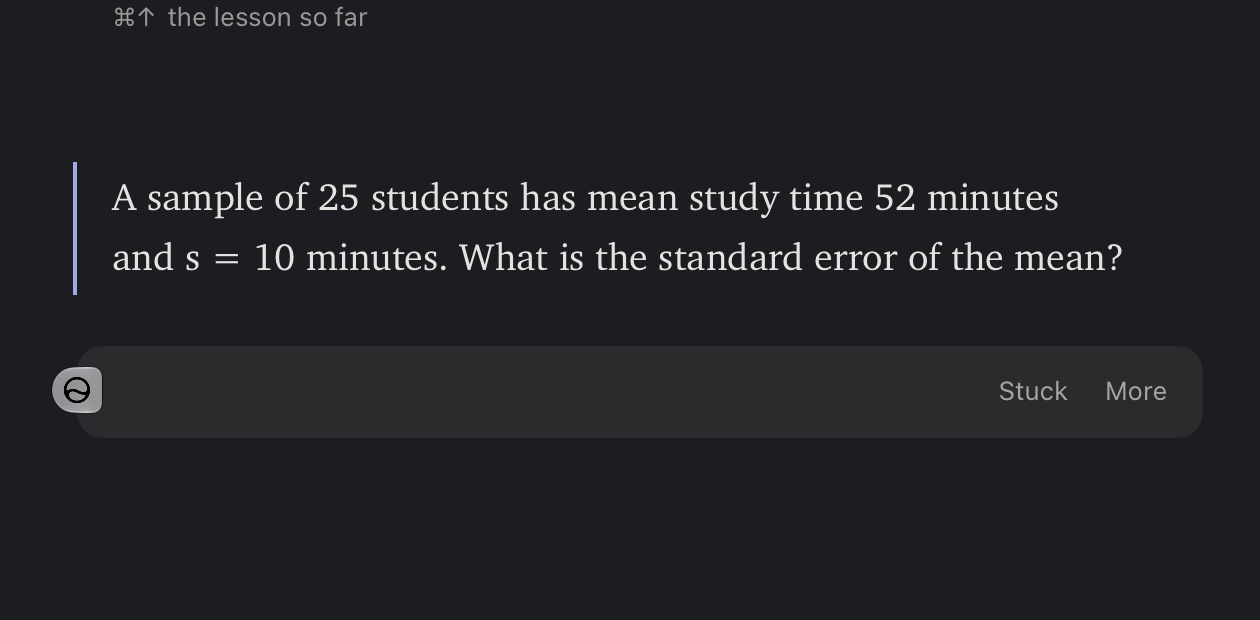 ⌘↑ the lesson so far
A sample of 25 students has mean study time 52 minutes
and s = 10 minutes. What is the standard error of the mean?
Stuck More